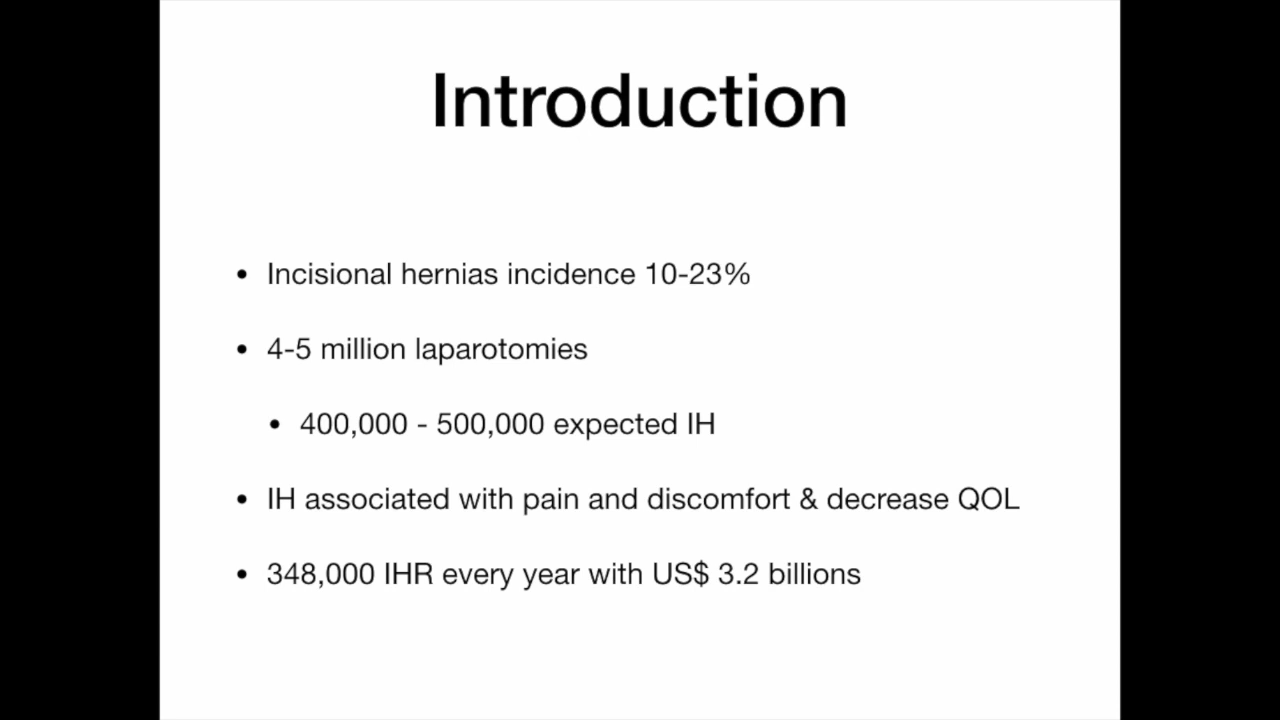 Introduction
• Incisional hernias incidence 10-23%
• 4-5 million laparotomies
• 400,000 - 500,000 expected IH
• IH associated with pain and discomfort & decrease QOL
• 348,000 IHR every year with US$ 3.2 billions